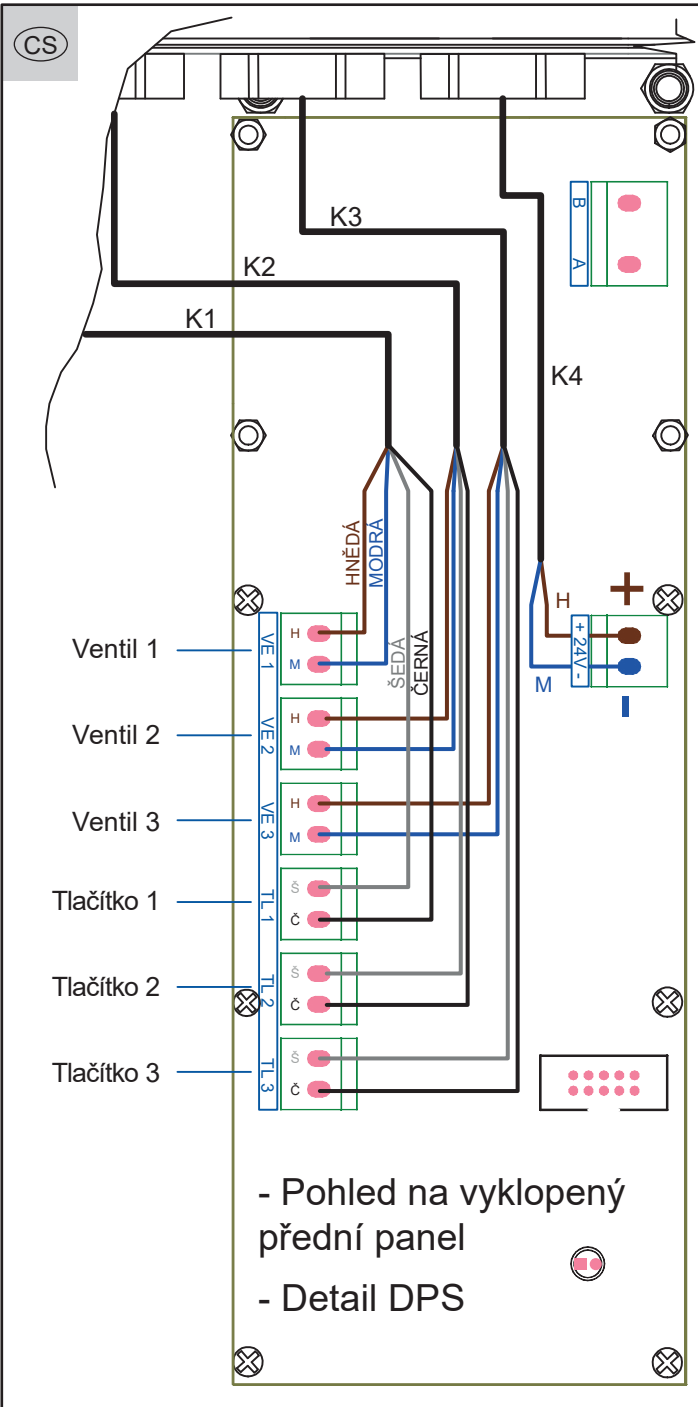 CS
K3
K2
K1
K4
B
A
HNĚDÁ
MODRÁ
ŠEDÁ
ČERNÁ
H
M
+
+ 24V -
-
Ventil 1
VE 1
H
M
Ventil 2
VE 2
H
M
Ventil 3
VE 3
H
M
Tlačítko 1
TL 1
Š
Č
Tlačítko 2
TL 2
Š
Č
Tlačítko 3
TL 3
Š
Č
- Pohled na vyklopený
přední panel
- Detail DPS